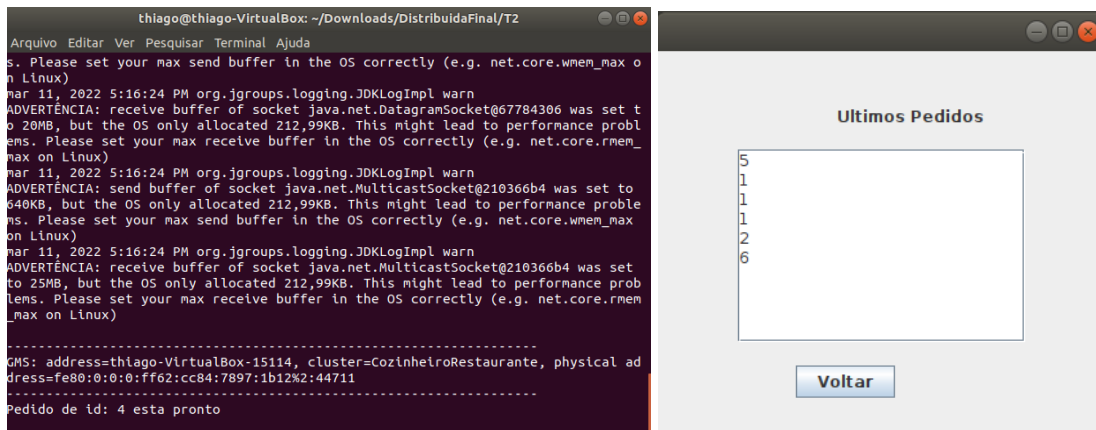 thiago@thiago-VirtualBox: ~/Downloads/DistribuidaFinal/T2
Arquivo Editar Ver Pesquisar Terminal Ajuda
s. Please set your max send buffer in the OS correctly (e.g. net.core.wmem_max o
n Linux)
mar 11, 2022 5:16:24 PM org.jgroups.logging.JDKLogImpl warn
ADVERTÊNCIA: receive buffer of socket java.net.DatagramSocket@67784306 was set t
o 20MB, but the OS only allocated 212,99KB. This might lead to performance probl
ems. Please set your max receive buffer in the OS correctly (e.g. net.core.rmem_
max on Linux)
mar 11, 2022 5:16:24 PM org.jgroups.logging.JDKLogImpl warn
ADVERTÊNCIA: send buffer of socket java.net.MulticastSocket@210366b4 was set to
640KB, but the OS only allocated 212,99KB. This might lead to performance proble
ms. Please set your max send buffer in the OS correctly (e.g. net.core.wmem_max
on Linux)
mar 11, 2022 5:16:24 PM org.jgroups.logging.JDKLogImpl warn
ADVERTÊNCIA: receive buffer of socket java.net.MulticastSocket@210366b4 was set
to 25MB, but the OS only allocated 212,99KB. This might lead to performance prob
lems. Please set your max receive buffer in the OS correctly (e.g. net.core.rmem
_max on Linux)
-------------------------------------------------------------------
GMS: address=thiago-VirtualBox-15114, cluster=CozinheiroRestaurante, physical ad
dress=fe80:0:0:0:ff62:cc84:7897:1b12%2:44711
-------------------------------------------------------------------
Pedido de id: 4 esta pronto
Ultimos Pedidos
5
1
1
1
2
6
Voltar